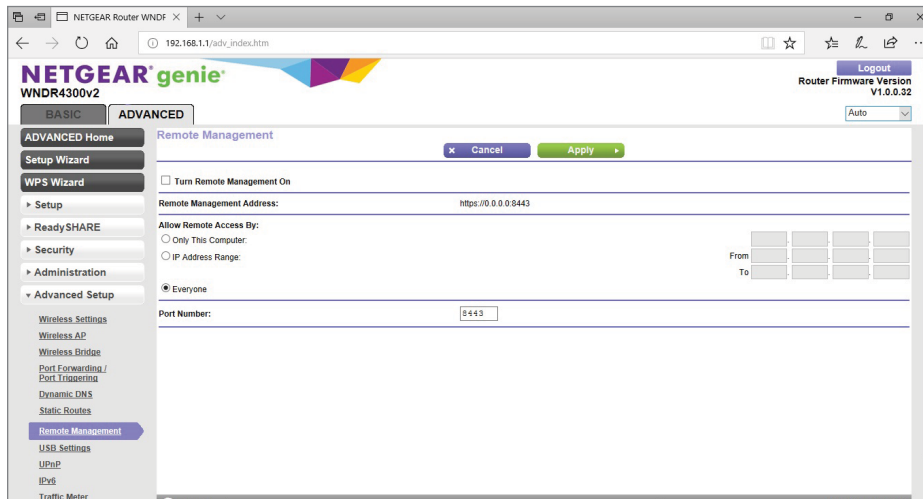 NETGEAR Router WNDF
192.168.1.1/adv_index.htm
NETGEAR® genie®
WNDR4300v2
Logout
Router Firmware Version
V1.0.0.32
BASIC
ADVANCED
Auto
ADVANCED Home
Setup Wizard
WPS Wizard
Setup
ReadySHARE
Security
Administration
Advanced Setup
Wireless Settings
Wireless AP
Wireless Bridge
Port Forwarding /
Port Triggering
Dynamic DNS
Static Routes
Remote Management
USB Settings
UPnP
IPv6
Traffic Meter
Remote Management
Cancel
Apply
Turn Remote Management On
Remote Management Address: https://0.0.0.0:8443
Allow Remote Access By:
Only This Computer:
IP Address Range: From
To
Everyone
Port Number: 8443